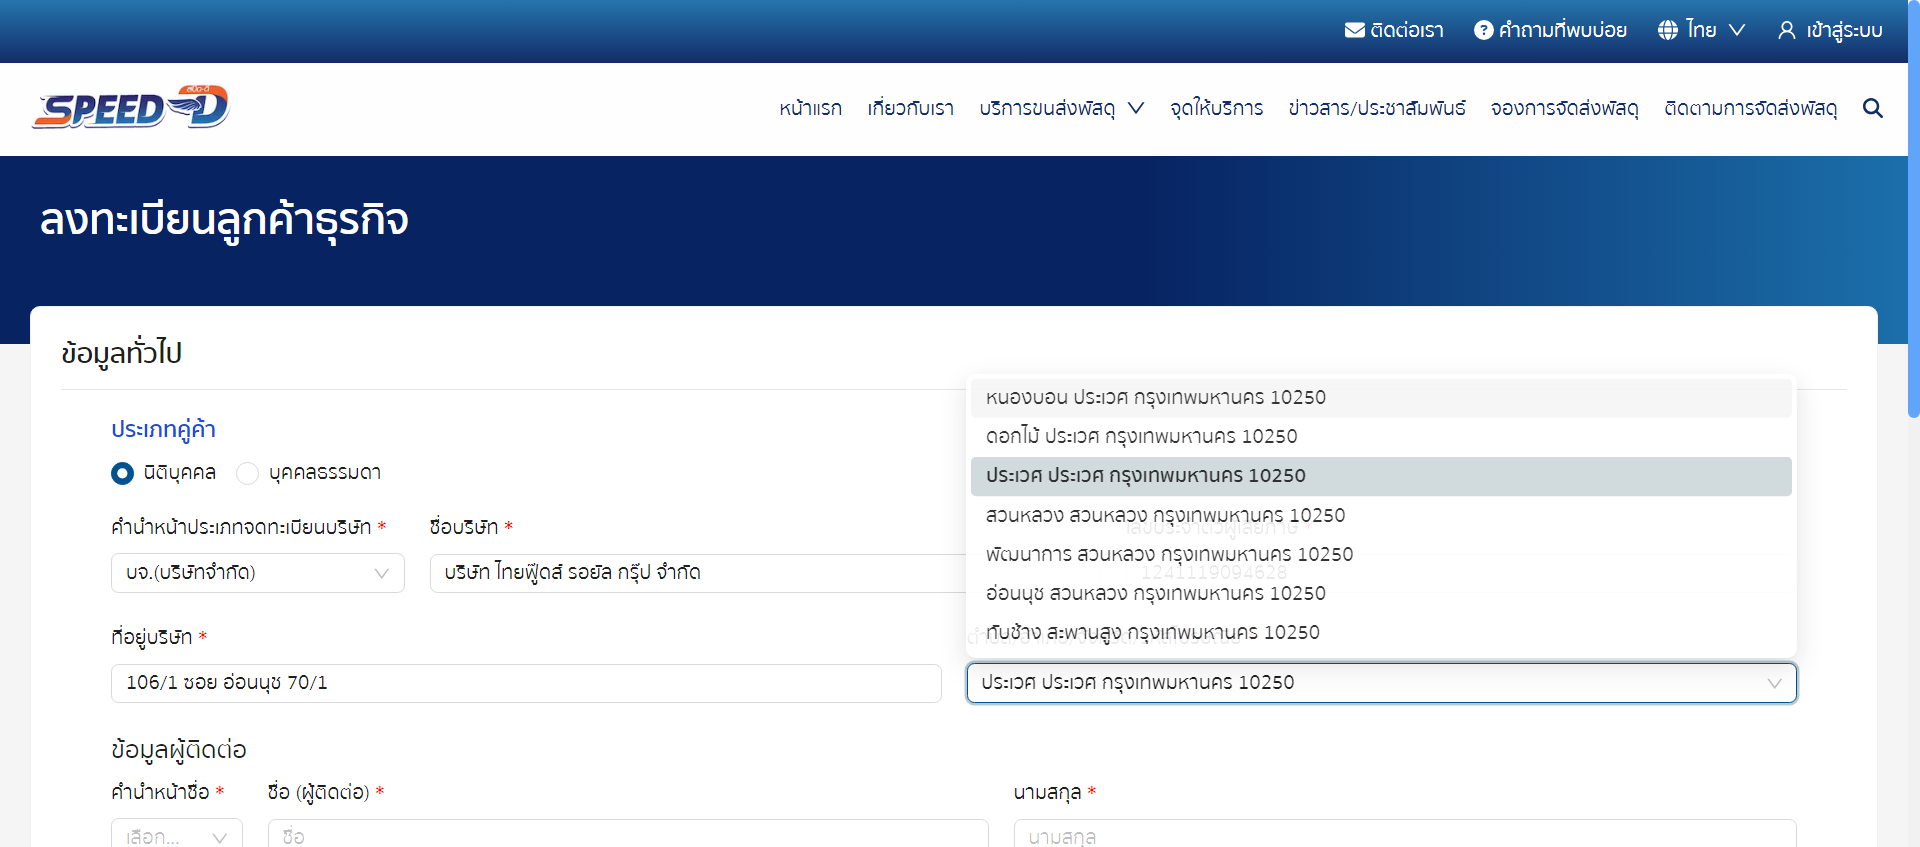 ติดต่อเรา
คำถามที่พบบ่อย
ไทย
เข้าสู่ระบบ
สปีด-ดี
SPEED-D
หน้าแรก
เกี่ยวกับเรา
บริการขนส่งพัสดุ
จุดให้บริการ
ข่าวสาร/ประชาสัมพันธ์
จองการจัดส่งพัสดุ
ติดตามการจัดส่งพัสดุ
ลงทะเบียนลูกค้าธุรกิจ
ข้อมูลทั่วไป
ประเภทคู่ค้า
นิติบุคคล
บุคคลธรรมดา
คำนำหน้าประเภทจดทะเบียนบริษัท *
ชื่อบริษัท *
เลขประจำตัวผู้เสียภาษี *
บจ.(บริษัทจำกัด)
บริษัท ไทยฟู๊ดส์ รอยัล กรุ๊ป จำกัด
1241119094628
หนองบอน ประเวศ กรุงเทพมหานคร 10250
ดอกไม้ ประเวศ กรุงเทพมหานคร 10250
ประเวศ ประเวศ กรุงเทพมหานคร 10250
สวนหลวง สวนหลวง กรุงเทพมหานคร 10250
พัฒนาการ สวนหลวง กรุงเทพมหานคร 10250
อ่อนนุช สวนหลวง กรุงเทพมหานคร 10250
ทับช้าง สะพานสูง กรุงเทพมหานคร 10250
ที่อยู่บริษัท *
106/1 ซอย อ่อนนุช 70/1
ประเวศ ประเวศ กรุงเทพมหานคร 10250
ข้อมูลผู้ติดต่อ
คำนำหน้าชื่อ *
ชื่อ (ผู้ติดต่อ) *
นามสกุล *
เลือก...
ชื่อ
นามสกุล